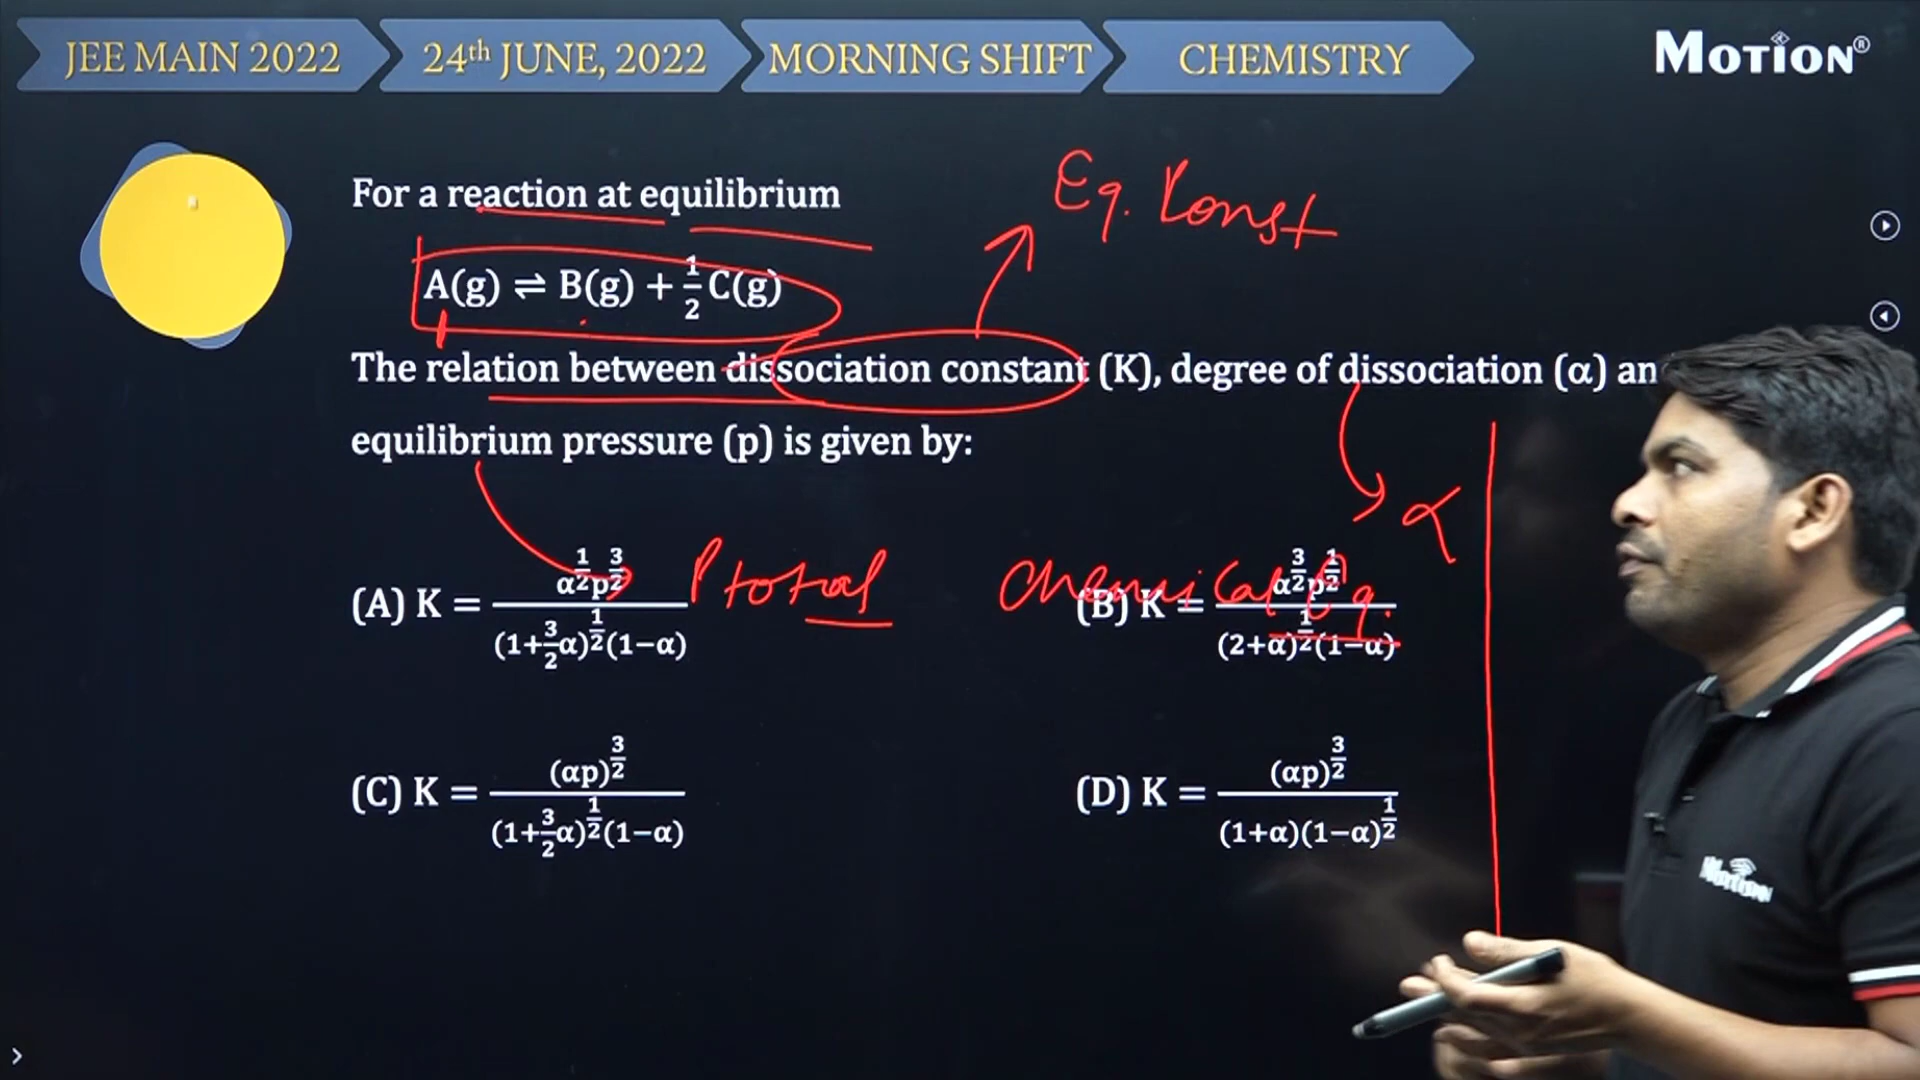 JEE MAIN 2022 24th JUNE, 2022 MORNING SHIFT CHEMISTRY MOTION®
For a reaction at equilibrium
Eq. Const
A(g) ⇌ B(g) + 1/2 C(g)
The relation between dissociation constant (K), degree of dissociation (α) an
equilibrium pressure (p) is given by:
α
(A) K = α^(1/2) p^(3/2) / (1+3/2 α)^(1/2) (1−α)
P total
Chemical Eq.
(B) K = α^(3/2) p^(1/2) / (2+α)^(1/2) (1−α)
(C) K = (αp)^(3/2) / (1+3/2 α)^(1/2) (1−α)
(D) K = (αp)^(3/2) / (1+α)(1−α)^(1/2)
MOTION